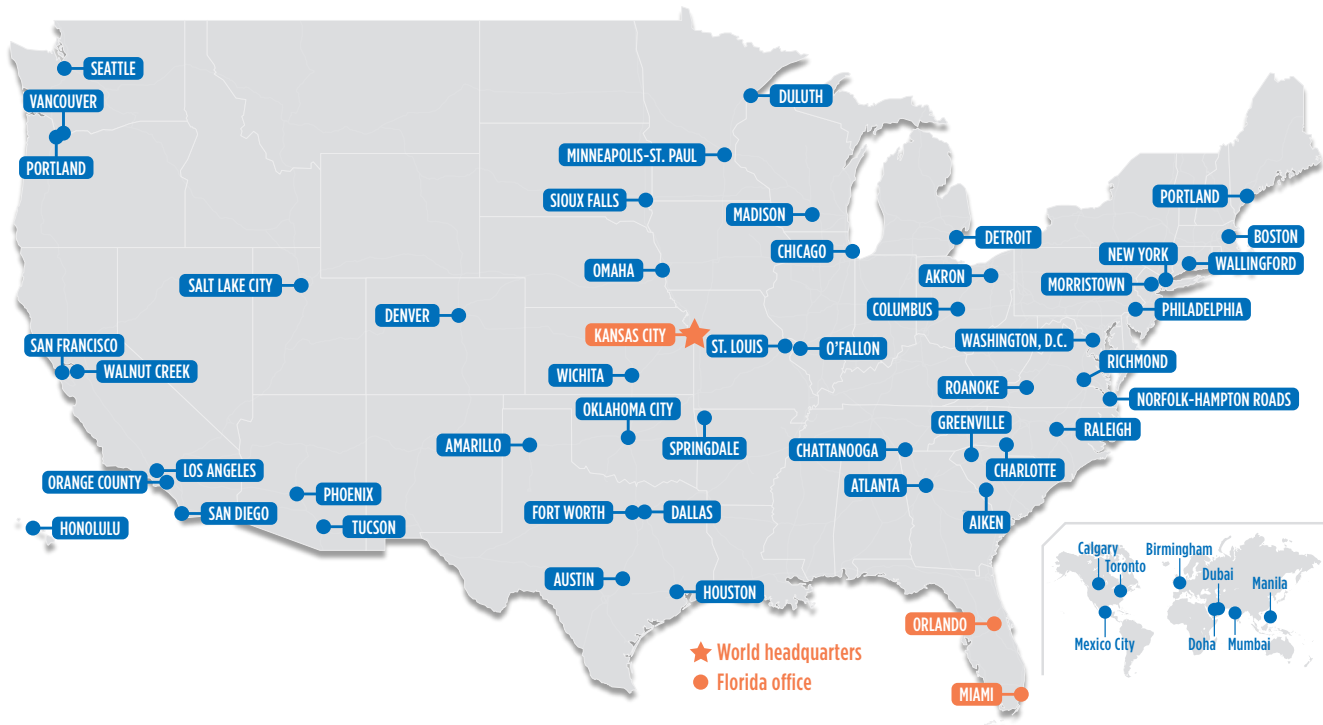 SEATTLE
VANCOUVER
DULUTH
MINNEAPOLIS-ST. PAUL
PORTLAND
SIOUX FALLS
PORTLAND
MADISON
BOSTON
DETROIT
CHICAGO
NEW YORK
WALLINGFORD
OMAHA
AKRON
SALT LAKE CITY
MORRISTOWN
DENVER
COLUMBUS
PHILADELPHIA
KANSAS CITY
SAN FRANCISCO
ST. LOUIS
O'FALLON
WASHINGTON, D.C.
RICHMOND
WALNUT CREEK
WICHITA
ROANOKE
NORFOLK-HAMPTON ROADS
OKLAHOMA CITY
GREENVILLE
RALEIGH
AMARILLO
SPRINGDALE
CHATTANOOGA
CHARLOTTE
LOS ANGELES
ORANGE COUNTY
ATLANTA
PHOENIX
SAN DIEGO
FORT WORTH
DALLAS
AIKEN
HONOLULU
TUCSON
Calgary
Birmingham
Toronto
Dubai
AUSTIN
Manila
HOUSTON
ORLANDO
Mexico City
Doha
Mumbai
World headquarters
Florida office
MIAMI